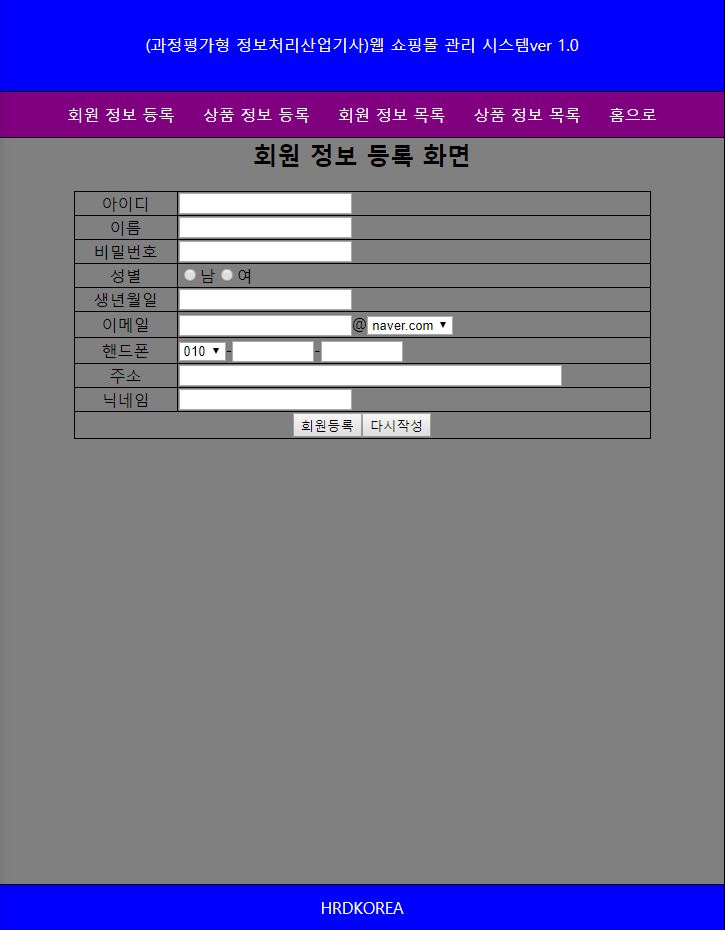 (과정평가형 정보처리산업기사)웹 쇼핑몰 관리 시스템ver 1.0
회원 정보 등록 상품 정보 등록 회원 정보 목록 상품 정보 목록 홈으로
회원 정보 등록 화면
아이디
이름
비밀번호
성별 남 여
생년월일
이메일 @ naver.com
핸드폰 010 - -
주소
닉네임
회원등록 다시작성
HRDKOREA